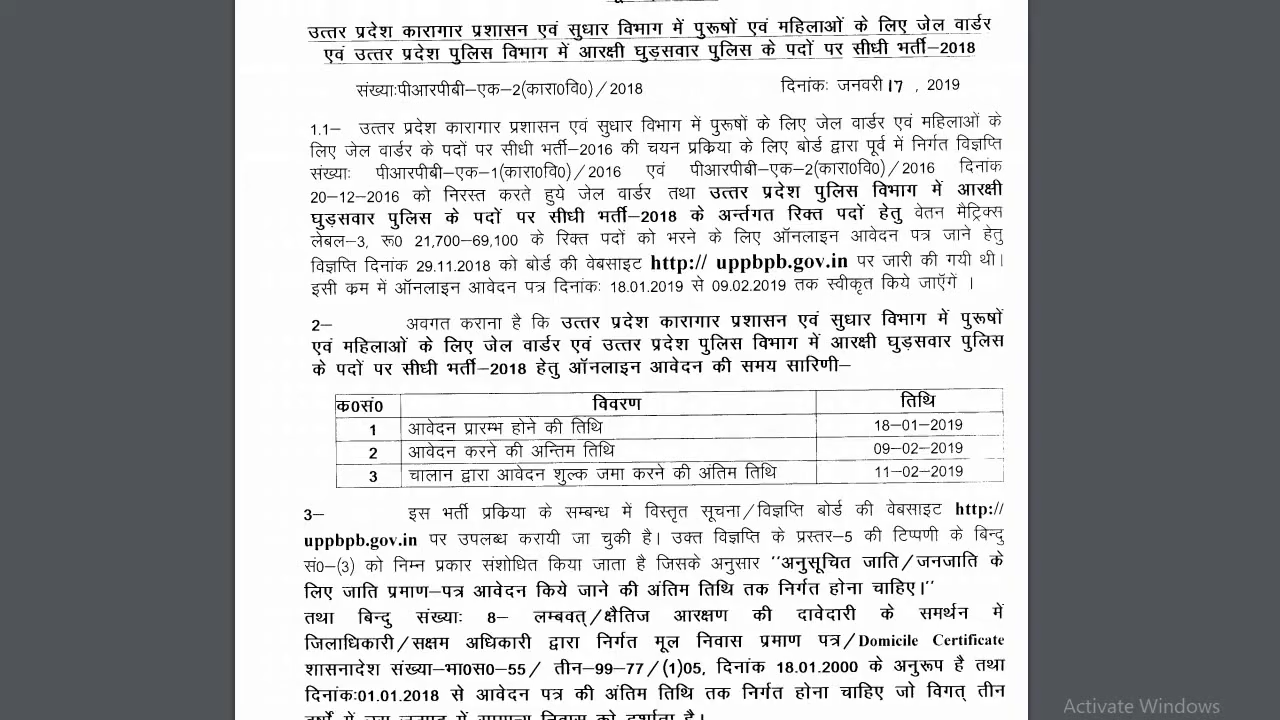 उत्तर प्रदेश कारागार प्रशासन एवं सुधार विभाग में पुरूषों एवं महिलाओं के लिए जेल वार्डर
एवं उत्तर प्रदेश पुलिस विभाग में आरक्षी घुड़सवार पुलिस के पदों पर सीधी भर्ती–2018
संख्याःपीआरपीबी–एक–2(कारा0वि0)/2018 दिनांकः जनवरी 17 , 2019
1.1– उत्तर प्रदेश कारागार प्रशासन एवं सुधार विभाग में पुरूषों के लिए जेल वार्डर एवं महिलाओं के
लिए जेल वार्डर के पदों पर सीधी भर्ती–2016 की चयन प्रक्रिया के लिए बोर्ड द्वारा पूर्व में निर्गत विज्ञप्ति
संख्याः पीआरपीबी–एक–1(कारा0वि0)/2016 एवं पीआरपीबी–एक–2(कारा0वि0)/2016 दिनांक
20–12–2016 को निरस्त करते हुये जेल वार्डर तथा उत्तर प्रदेश पुलिस विभाग में आरक्षी
घुड़सवार पुलिस के पदों पर सीधी भर्ती–2018 के अर्न्तगत रिक्त पदों हेतु वेतन मैट्रिक्स
लेबल–3, रू0 21,700–69,100 के रिक्त पदों को भरने के लिए ऑनलाइन आवेदन पत्र जाने हेतु
विज्ञप्ति दिनांक 29.11.2018 को बोर्ड की वेबसाइट http:// uppbpb.gov.in पर जारी की गयी थी।
इसी क्रम में ऑनलाइन आवेदन पत्र दिनांकः 18.01.2019 से 09.02.2019 तक स्वीकृत किये जाएँगें ।
2– अवगत कराना है कि उत्तर प्रदेश कारागार प्रशासन एवं सुधार विभाग में पुरूषों
एवं महिलाओं के लिए जेल वार्डर एवं उत्तर प्रदेश पुलिस विभाग में आरक्षी घुड़सवार पुलिस
के पदों पर सीधी भर्ती–2018 हेतु ऑनलाइन आवेदन की समय सारिणी–
क0सं0 विवरण तिथि
1 आवेदन प्रारम्भ होने की तिथि 18–01–2019
2 आवेदन करने की अन्तिम तिथि 09–02–2019
3 चालान द्वारा आवेदन शुल्क जमा करने की अंतिम तिथि 11–02–2019
3– इस भर्ती प्रक्रिया के सम्बन्ध में विस्तृत सूचना/विज्ञप्ति बोर्ड की वेबसाइट http://
uppbpb.gov.in पर उपलब्ध करायी जा चुकी है। उक्त विज्ञप्ति के प्रस्तर–5 की टिप्पणी के बिन्दु
सं0–(3) को निम्न प्रकार संशोधित किया जाता है जिसके अनुसार ''अनुसूचित जाति/जनजाति के
लिए जाति प्रमाण–पत्र आवेदन किये जाने की अंतिम तिथि तक निर्गत होना चाहिए।''
तथा बिन्दु संख्याः 8– लम्बवत्/क्षैतिज आरक्षण की दावेदारी के समर्थन में
जिलाधिकारी/सक्षम अधिकारी द्वारा निर्गत मूल निवास प्रमाण पत्र/Domicile Certificate
शासनादेश संख्या–भा0स0–55/ तीन–99–77/(1)05, दिनांक 18.01.2000 के अनुरूप है तथा
दिनांकः01.01.2018 से आवेदन पत्र की अंतिम तिथि तक निर्गत होना चाहिए जो विगत् तीन
Activate Windows